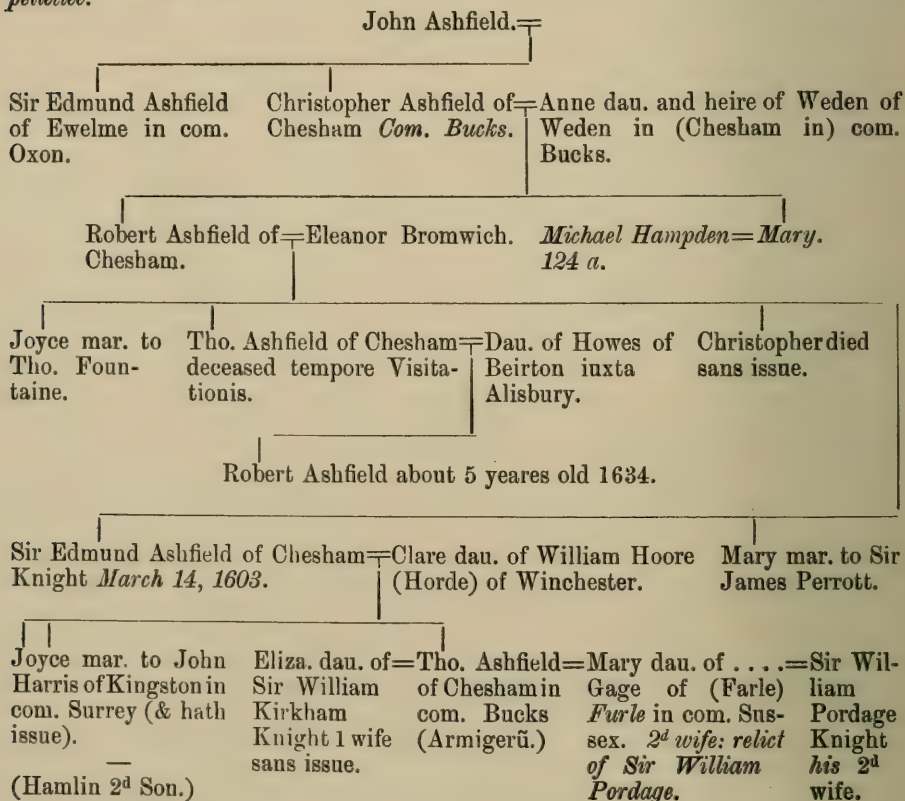 John Ashfield.
Sir Edmund Ashfield
of Ewelme in com.
Oxon.
Christopher Ashfield of
Chesham Com. Bucks.
Anne dau. and heire of Weden of
Weden in (Chesham in) com.
Bucks.
Robert Ashfield of
Chesham.
Eleanor Bromwich.
Michael Hampden=Mary.
124 a.
Joyce mar. to
Tho. Foun-
taine.
Tho. Ashfield of Chesham
deceased tempore Visita-
tionis.
Dau. of Howes of
Beirton iuxta
Alisbury.
Christopher died
sans issue.
Robert Ashfield about 5 yeares old 1634.
Sir Edmund Ashfield of Chesham
Knight March 14, 1603.
Clare dau. of William Hoore
(Horde) of Winchester.
Mary mar. to Sir
James Perrott.
Joyce mar. to John
Harris of Kingston in
com. Surrey (& hath
issue).
(Hamlin 2d Son.)
Eliza. dau. of=
Sir William
Kirkham
Knight 1 wife
sans issue.
Tho. Ashfield=
of Chesham in
com. Bucks
(Armigerũ.)
Mary dau. of . . . .=
Gage of (Farle)
Furle in com. Sus-
sex. 2d wife: relict
of Sir William
Pordage.
Sir Wil-
liam
Pordage
Knight
his 2d
wife.